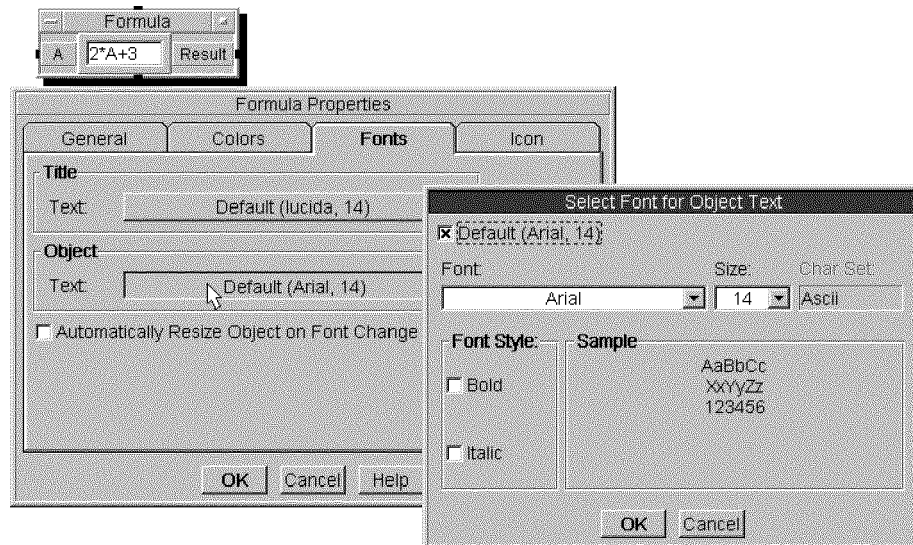 Formula
A 2*A+3 Result
Formula Properties
General Colors Fonts Icon
Title
Text: Default (lucida, 14)
Object
Text: Default (Arial, 14)
Automatically Resize Object on Font Change
OK Cancel Help
Select Font for Object Text
Default (Arial, 14)
Font: Size: Char Set:
Arial 14 Ascii
Font Style: Sample
Bold
Italic
AaBbCc
XxYyZz
123456
OK Cancel